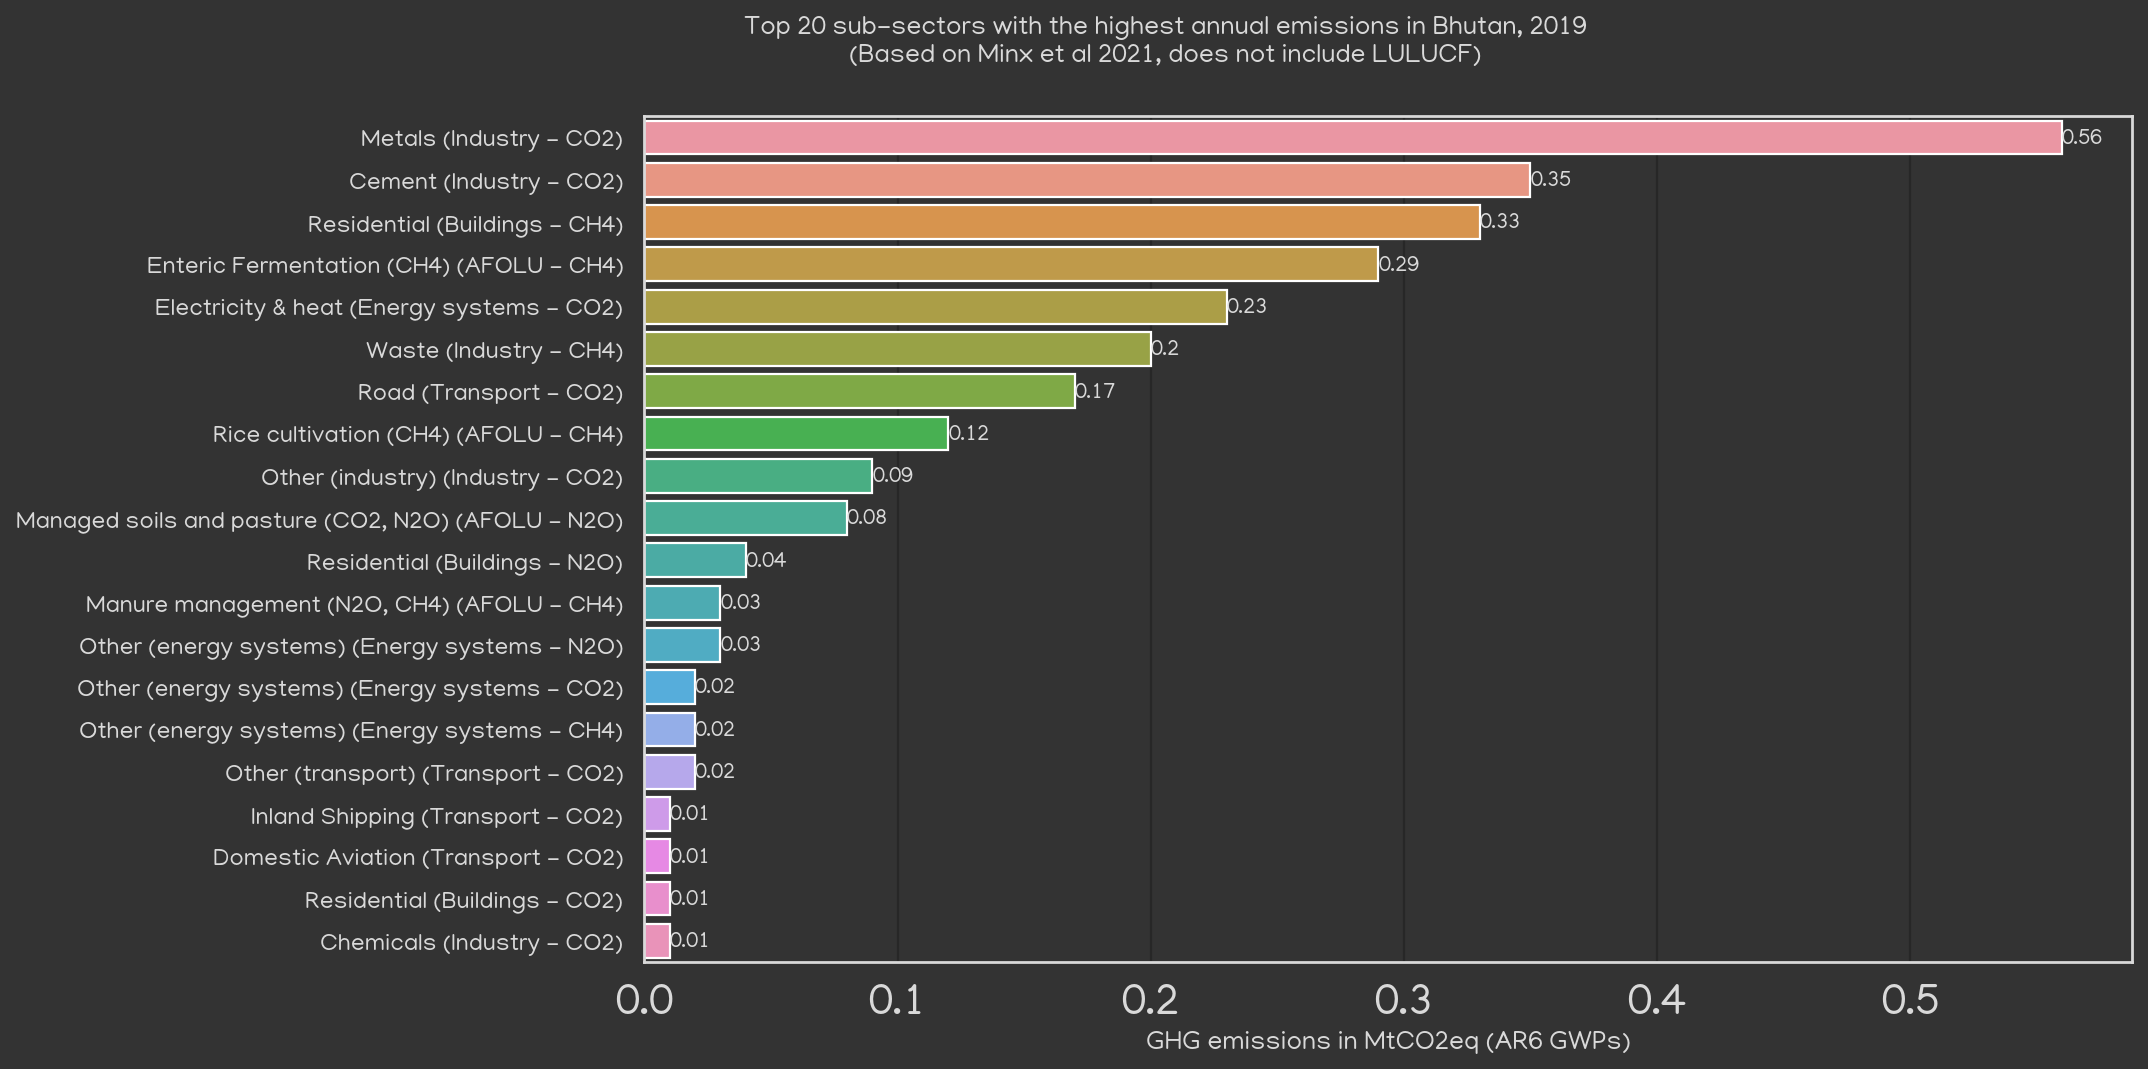 Top 20 sub-sectors with the highest annual emissions in Bhutan, 2019
(Based on Minx et al 2021, does not include LULUCF)
Metals (Industry - CO2) 0.56
Cement (Industry - CO2) 0.35
Residential (Buildings - CH4) 0.33
Enteric Fermentation (CH4) (AFOLU - CH4) 0.29
Electricity & heat (Energy systems - CO2) 0.23
Waste (Industry - CH4) 0.2
Road (Transport - CO2) 0.17
Rice cultivation (CH4) (AFOLU - CH4) 0.12
Other (industry) (Industry - CO2) 0.09
Managed soils and pasture (CO2, N2O) (AFOLU - N2O) 0.08
Residential (Buildings - N2O) 0.04
Manure management (N2O, CH4) (AFOLU - CH4) 0.03
Other (energy systems) (Energy systems - N2O) 0.03
Other (energy systems) (Energy systems - CO2) 0.02
Other (energy systems) (Energy systems - CH4) 0.02
Other (transport) (Transport - CO2) 0.02
Inland Shipping (Transport - CO2) 0.01
Domestic Aviation (Transport - CO2) 0.01
Residential (Buildings - CO2) 0.01
Chemicals (Industry - CO2) 0.01
0.0 0.1 0.2 0.3 0.4 0.5
GHG emissions in MtCO2eq (AR6 GWPs)